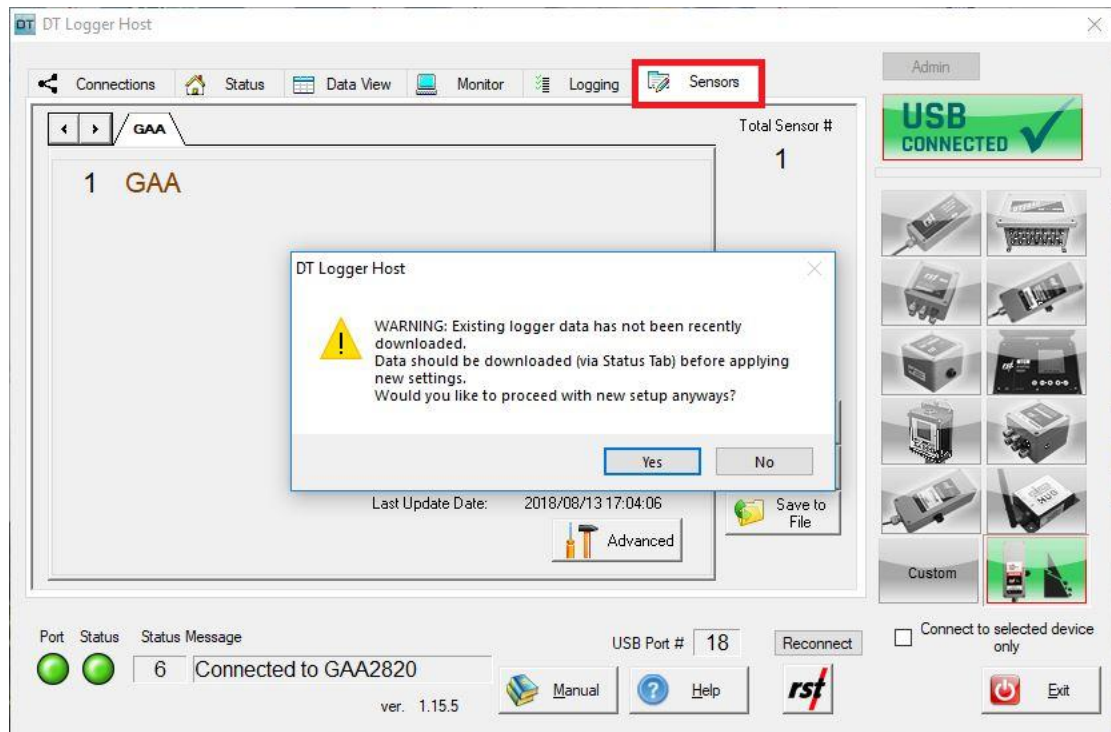 DT DT Logger Host
Connections Status Data View Monitor Logging Sensors
Admin
USB
CONNECTED
GAA
Total Sensor #
1
1 GAA
DT Logger Host
WARNING: Existing logger data has not been recently
downloaded.
Data should be downloaded (via Status Tab) before applying
new settings.
Would you like to proceed with new setup anyways?
Yes No
Last Update Date: 2018/08/13 17:04:06
Save to
File
Advanced
Custom
Port Status Status Message
USB Port # 18
Reconnect
Connect to selected device
only
6 Connected to GAA2820
ver. 1.15.5
Manual
Help
rst
Exit